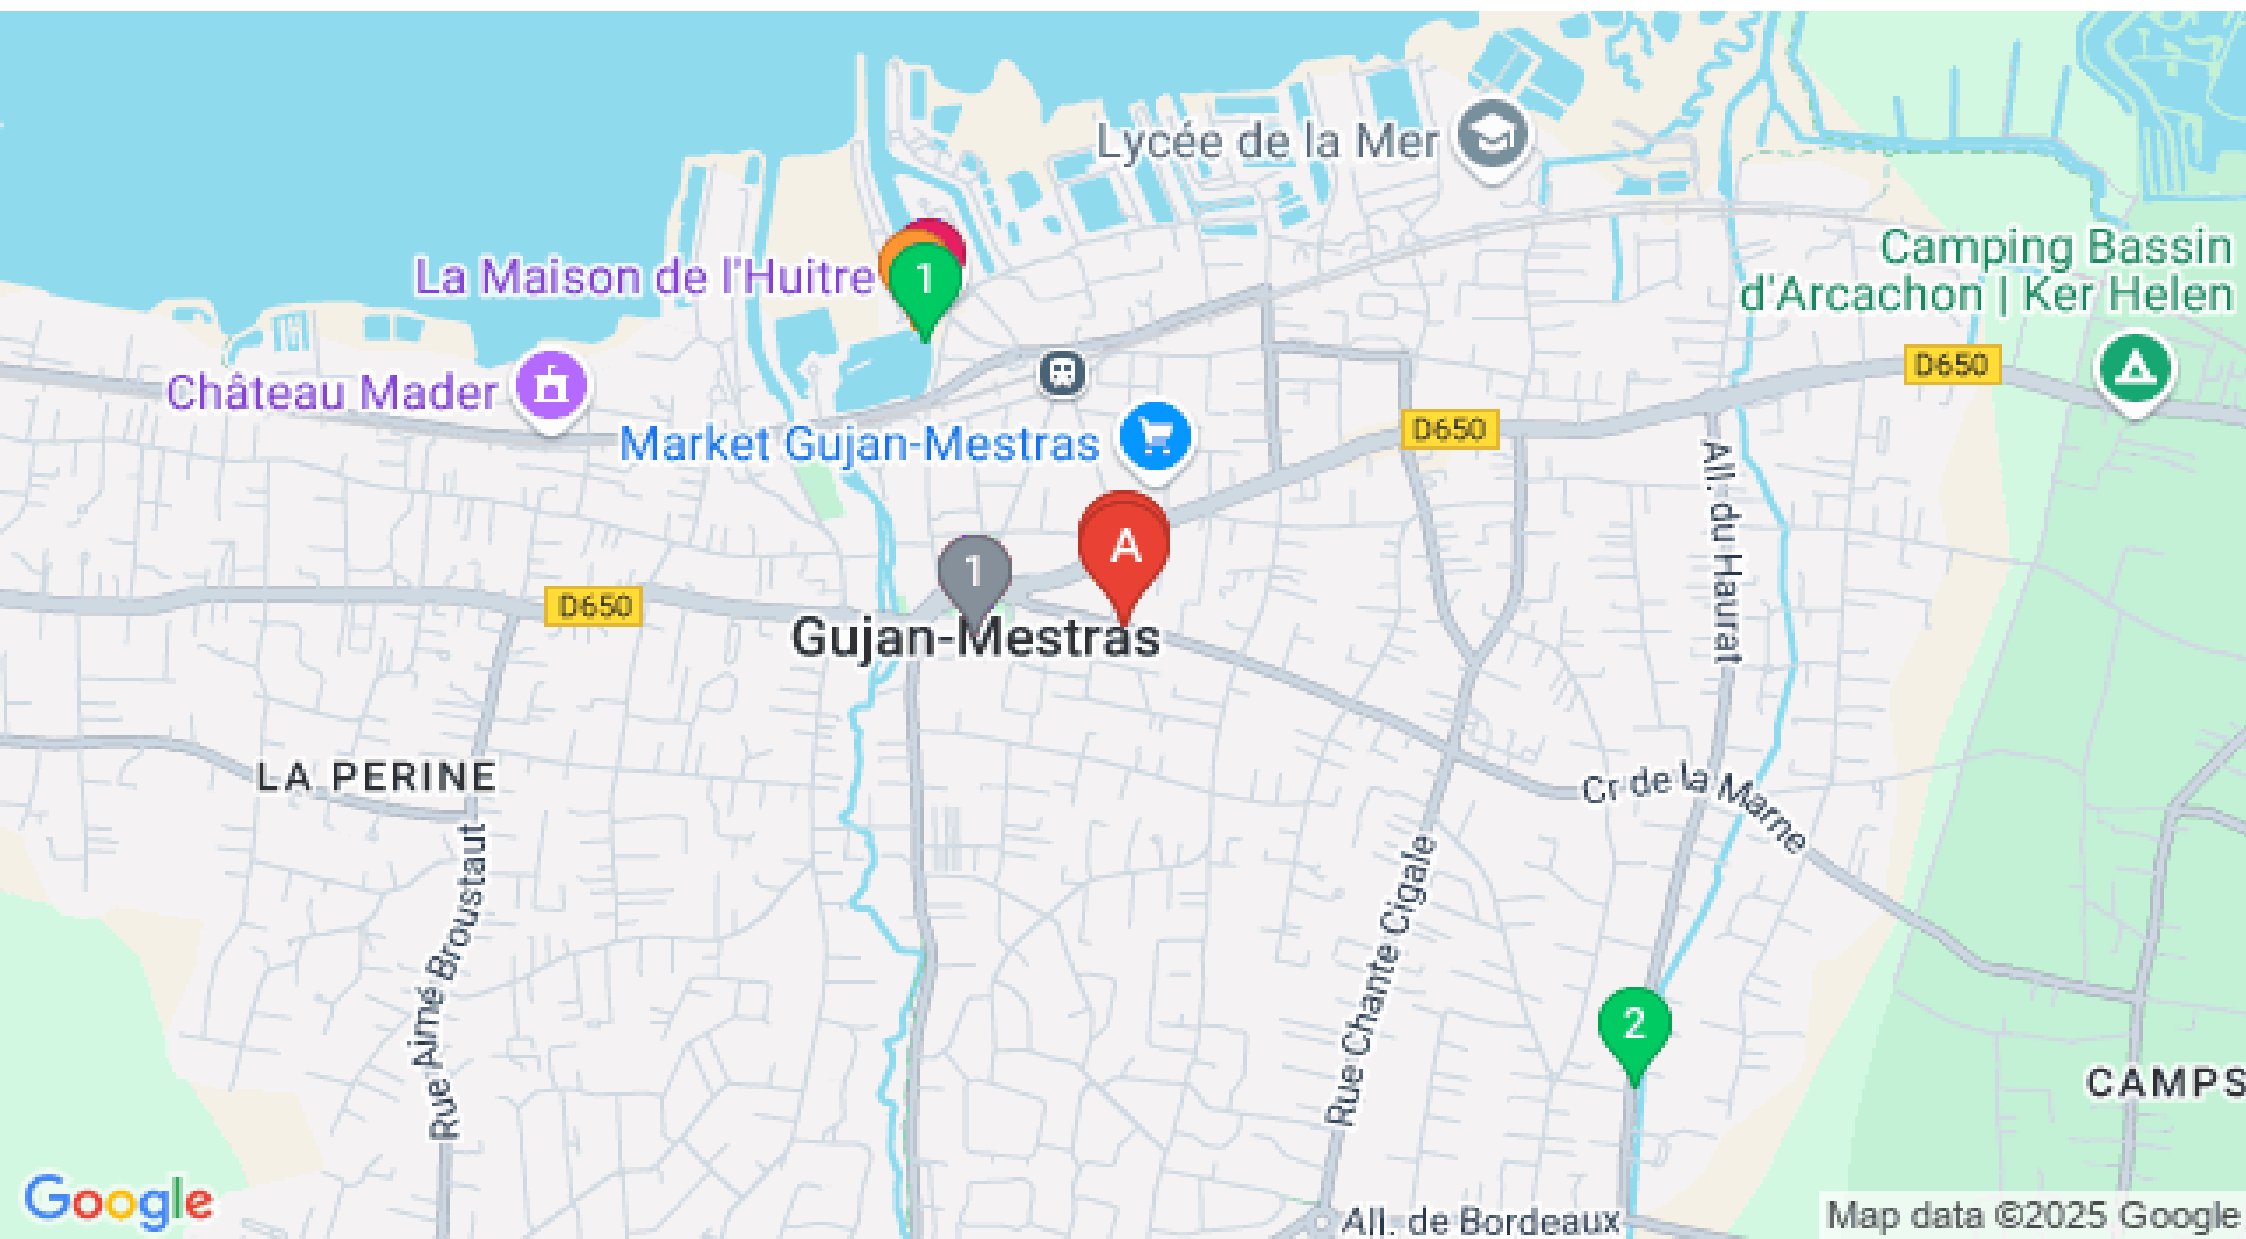 Lycée de la Mer
Camping Bassin
d'Arcachon | Ker Helen
La Maison de l'Huitre
1
D650
Château Mader
Market Gujan-Mestras
D650
All. du Haurat
A
1
D650
Gujan-Mestras
LA PERINE
Cr de la Marne
Rue Aimé Broustaut
Rue Chante Cigale
2
CAMPS
Google
All. de Bordeaux
Map data ©2025 Google